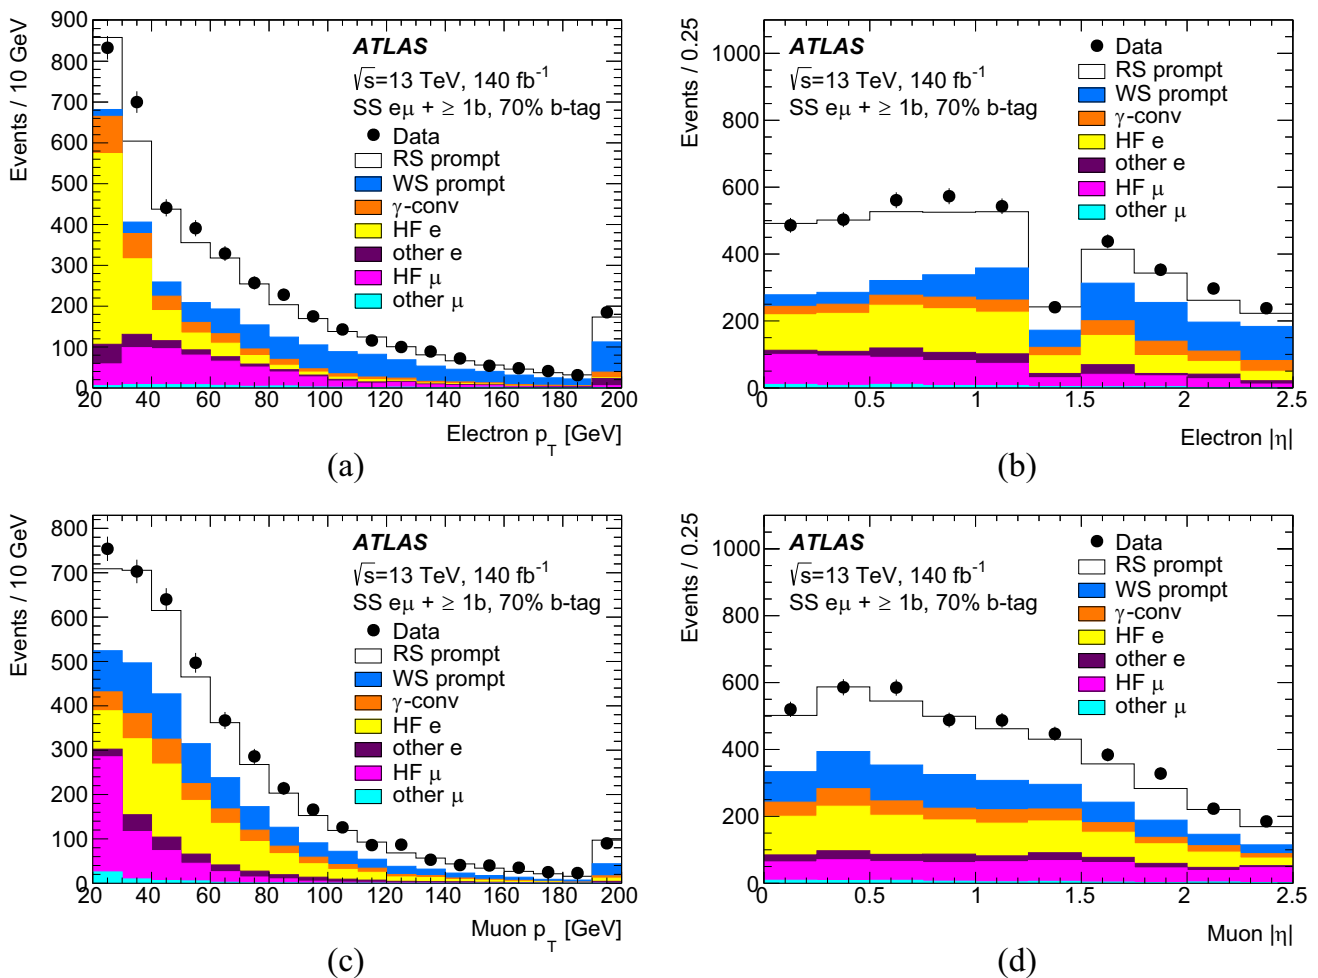 Events / 10 GeV
900
800
700
600
500
400
300
200
100
0
ATLAS
√s=13 TeV, 140 fb⁻¹
SS eμ + ≥ 1b, 70% b-tag
Data
RS prompt
WS prompt
γ-conv
HF e
other e
HF μ
other μ
20 40 60 80 100 120 140 160 180 200
Electron p_T [GeV]
(a)
Events / 0.25
1000
800
600
400
200
0
ATLAS
√s=13 TeV, 140 fb⁻¹
SS eμ + ≥ 1b, 70% b-tag
Data
RS prompt
WS prompt
γ-conv
HF e
other e
HF μ
other μ
0 0.5 1 1.5 2 2.5
Electron |η|
(b)
Events / 10 GeV
800
700
600
500
400
300
200
100
0
ATLAS
√s=13 TeV, 140 fb⁻¹
SS eμ + ≥ 1b, 70% b-tag
Data
RS prompt
WS prompt
γ-conv
HF e
other e
HF μ
other μ
20 40 60 80 100 120 140 160 180 200
Muon p_T [GeV]
(c)
Events / 0.25
1000
800
600
400
200
0
ATLAS
√s=13 TeV, 140 fb⁻¹
SS eμ + ≥ 1b, 70% b-tag
Data
RS prompt
WS prompt
γ-conv
HF e
other e
HF μ
other μ
0 0.5 1 1.5 2 2.5
Muon |η|
(d)